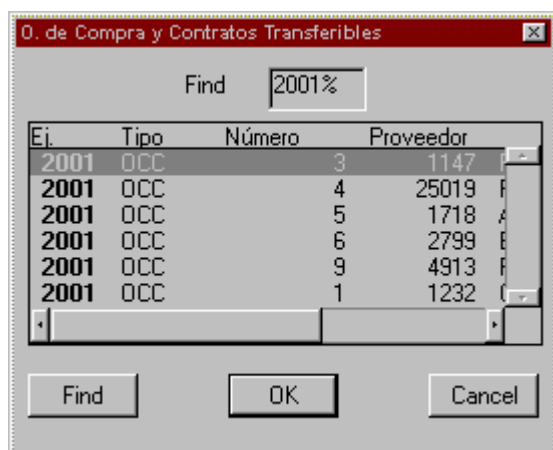 O. de Compra y Contratos Transferibles
Find 2001%
Ej. Tipo Número Proveedor
2001 OCC 3 1147
2001 OCC 4 25019
2001 OCC 5 1718
2001 OCC 6 2799
2001 OCC 9 4913
2001 OCC 1 1232
Find OK Cancel